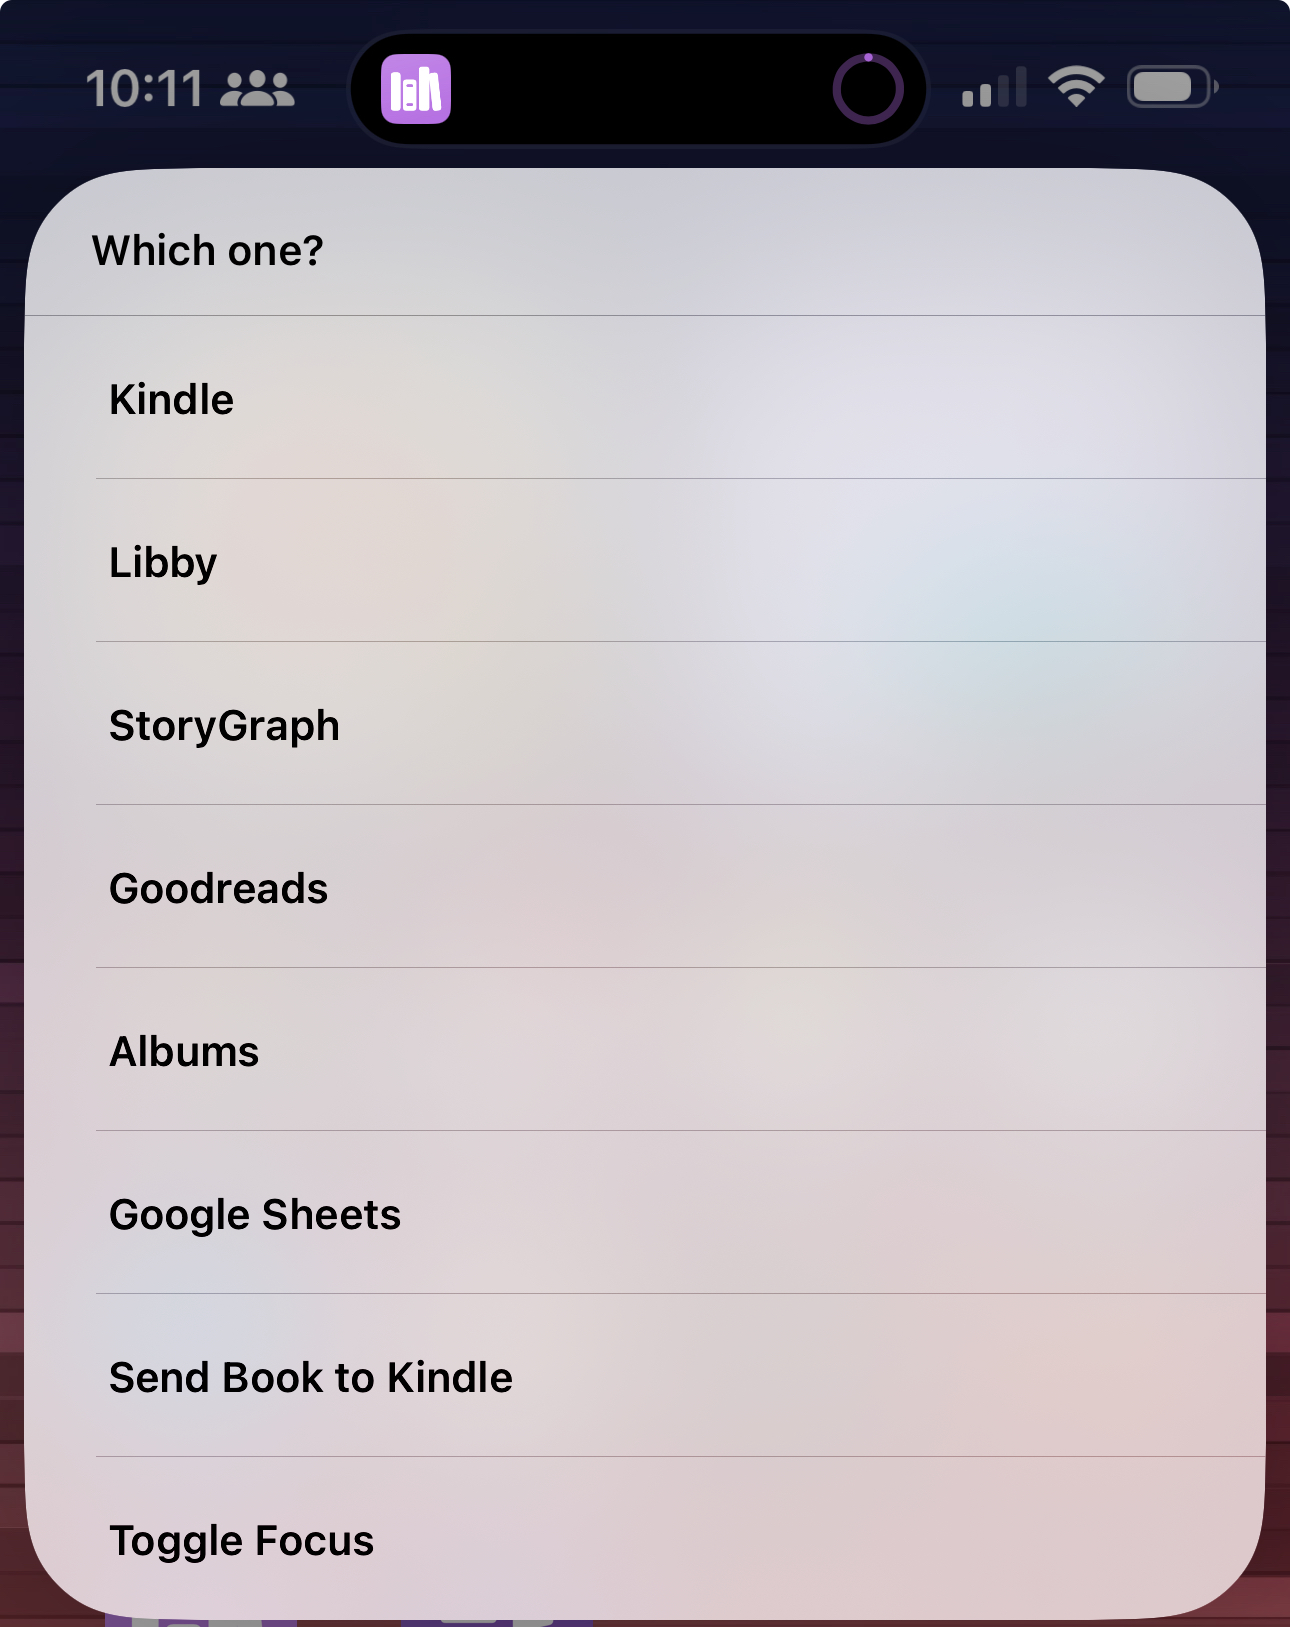 10:11
Which one?
Kindle
Libby
StoryGraph
Goodreads
Albums
Google Sheets
Send Book to Kindle
Toggle Focus